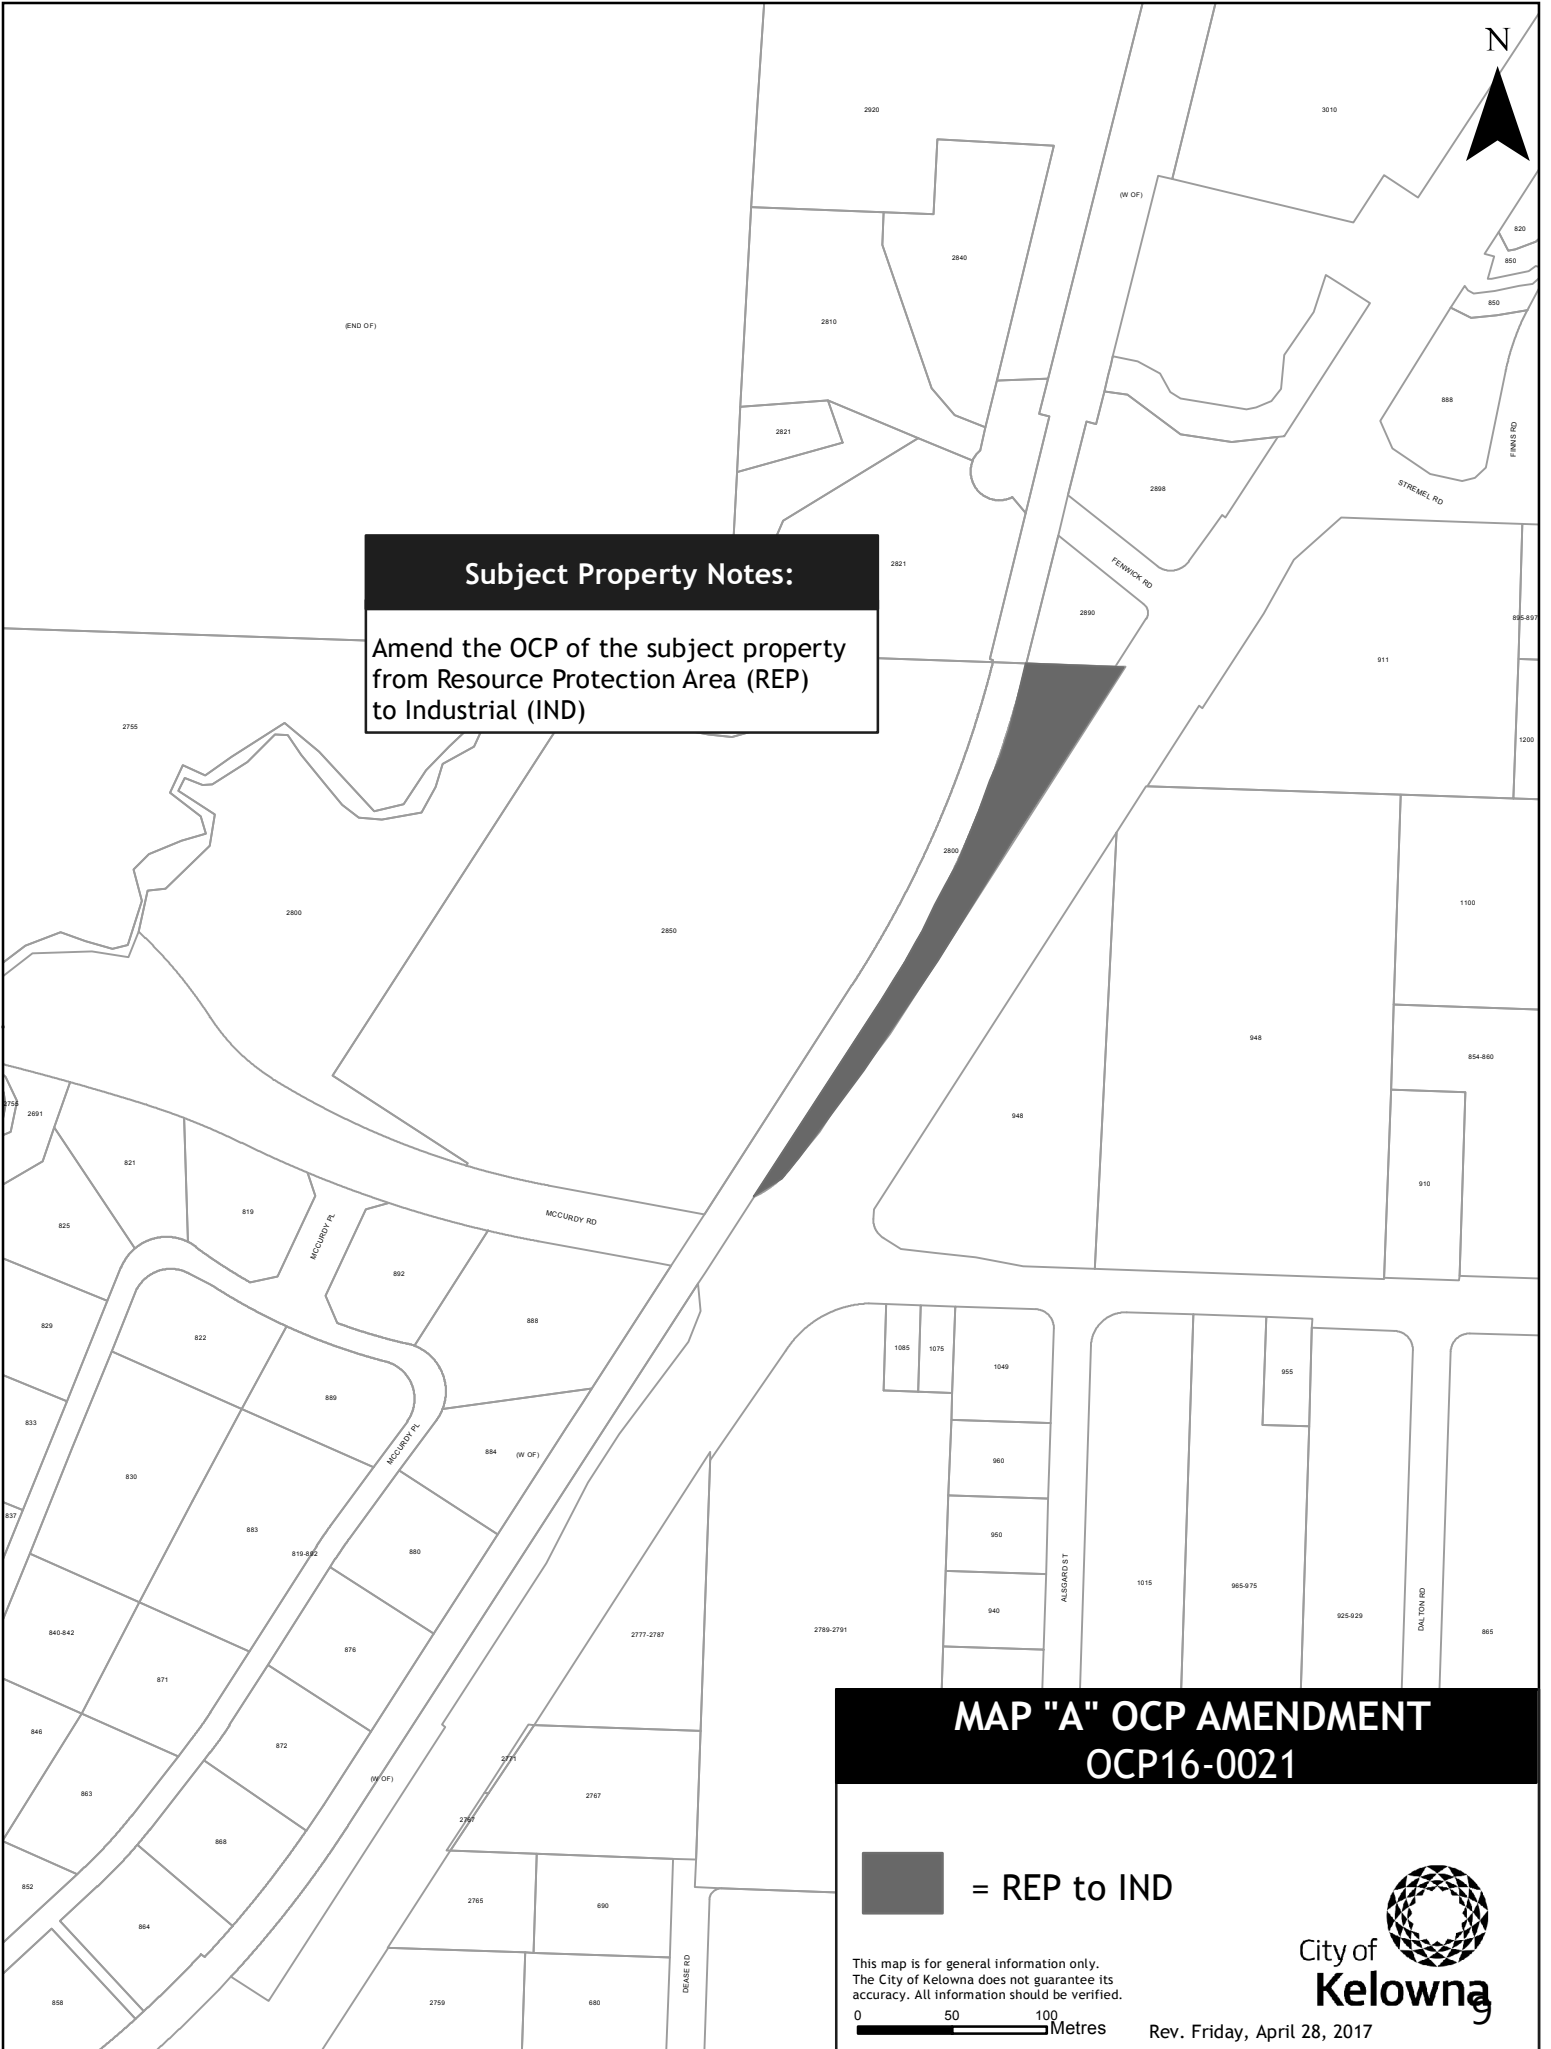 N
2920
3010
(W OF)
820
2840
850
850
(END OF)
2810
888
2821
FINNS RD
2898
STREMEL RD
Subject Property Notes:
Amend the OCP of the subject property
from Resource Protection Area (REP)
to Industrial (IND)
2821
FENWICK RD
2890
895-897
911
2755
1200
2800
2800
2850
1100
948
854-860
2755
2691
948
821
910
819
825
MCCURDY PL
MCCURDY RD
892
829
822
888
1085
1075
1049
955
889
833
MCCURDY PL
884
(W OF)
960
830
837
883
819-892
880
950
ALSGARD ST
1015
965-975
940
925-929
DALTON RD
865
840-842
876
2777-2787
2789-2791
871
846
872
2771
(W OF)
863
2767
2767
868
852
2765
690
864
DEASE RD
858
2759
680
MAP "A" OCP AMENDMENT
OCP16-0021
= REP to IND
This map is for general information only.
The City of Kelowna does not guarantee its
accuracy. All information should be verified.
0 50 100
Metres
City of
Kelowna
9
Rev. Friday, April 28, 2017